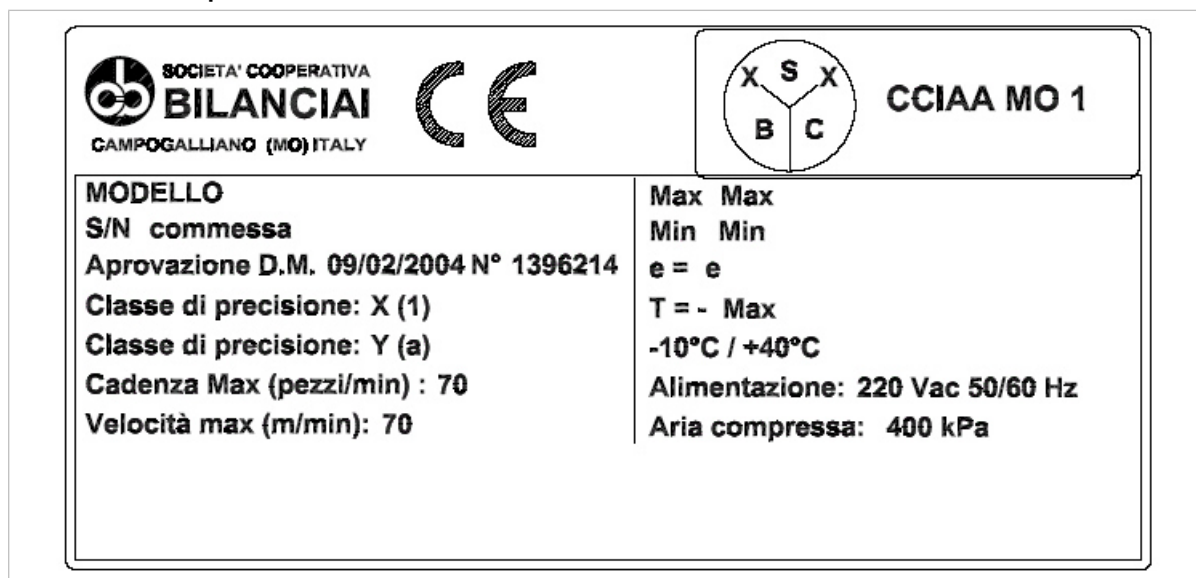 SOCIETA' COOPERATIVA
BILANCIAI
CAMPOGALLIANO (MO) ITALY
CE
X S X
B C
CCIAA MO 1
MODELLO
S/N commessa
Aprovazione D.M. 09/02/2004 N° 1396214
Classe di precisione: X (1)
Classe di precisione: Y (a)
Cadenza Max (pezzi/min) : 70
Velocità max (m/min): 70
Max Max
Min Min
e = e
T = - Max
-10°C / +40°C
Alimentazione: 220 Vac 50/60 Hz
Aria compressa: 400 kPa